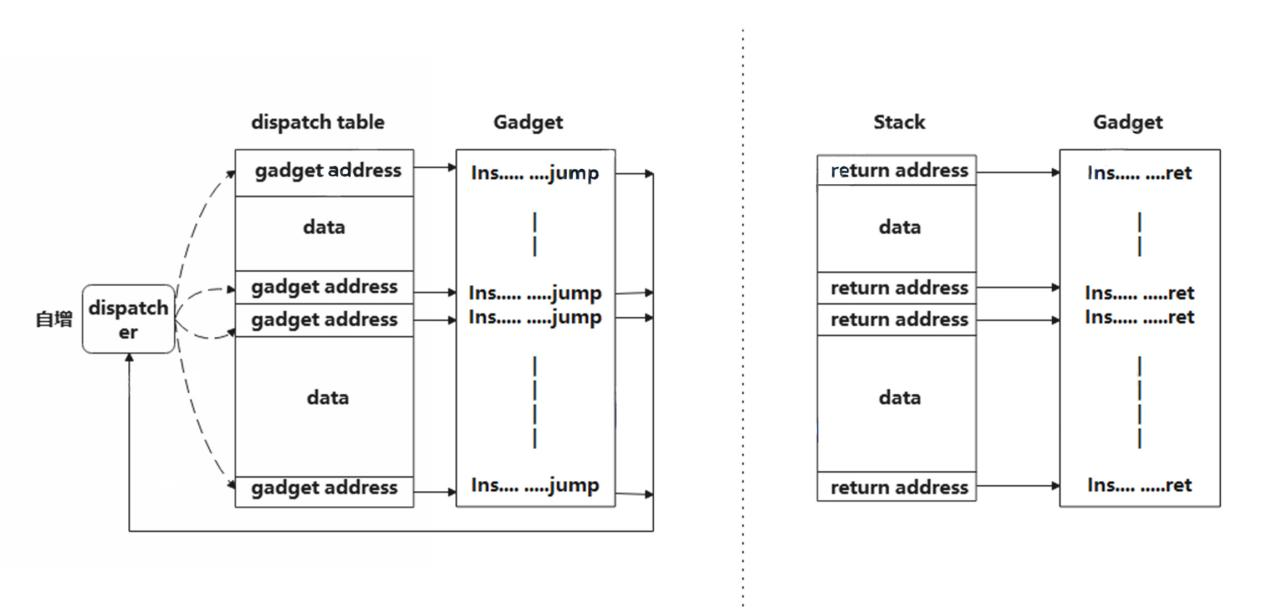 dispatch table
Gadget
gadget address
Ins..... ....jump
data
gadget address
Ins..... .....jump
自增
dispatch
er
gadget address
Ins..... .....jump
data
gadget address
Ins.... .....jump
Stack
Gadget
return address
Ins..... ....ret
data
return address
Ins..... .....ret
return address
Ins..... .....ret
data
return address
Ins.... .....ret